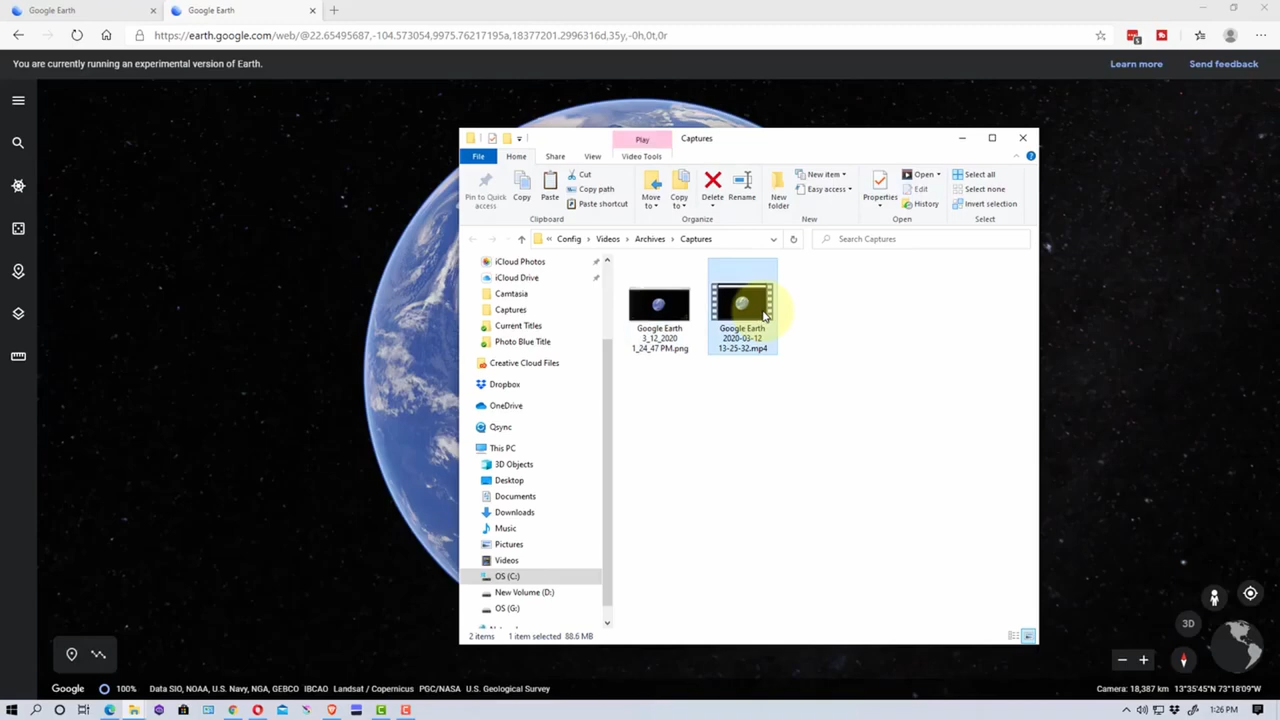 Google Earth
Google Earth
https://earth.google.com/web/@22.65495687,-104.573054,9975.76217195a,18377201.2996316d,35y,-0h,0t,0r
You are currently running an experimental version of Earth.
Learn more
Send feedback
Play
Captures
File
Home
Share
View
Video Tools
Pin to Quick access
Copy
Paste
Cut
Copy path
Paste shortcut
Clipboard
Move to
Copy to
Delete
Rename
Organize
New folder
New item
Easy access
New
Properties
Open
Edit
History
Open
Select all
Select none
Invert selection
Select
« Config > Videos > Archives > Captures
Search Captures
iCloud Photos
iCloud Drive
Camtasia
Captures
Current Titles
Photo Blue Title
Creative Cloud Files
Dropbox
OneDrive
Qsync
This PC
3D Objects
Desktop
Documents
Downloads
Music
Pictures
Videos
OS (C:)
New Volume (D:)
OS (G:)
Google Earth
3_12_2020
1_24_47 PM.png
Google Earth
2020-03-12
13-25-32.mp4
2 items
1 item selected 88.6 MB
3D
Google
100%
Data SIO, NOAA, U.S. Navy, NGA, GEBCO IBCAO Landsat / Copernicus PGC/NASA U.S. Geological Survey
Camera: 18,387 km 13°35'45"N 73°18'09"W
1:26 PM